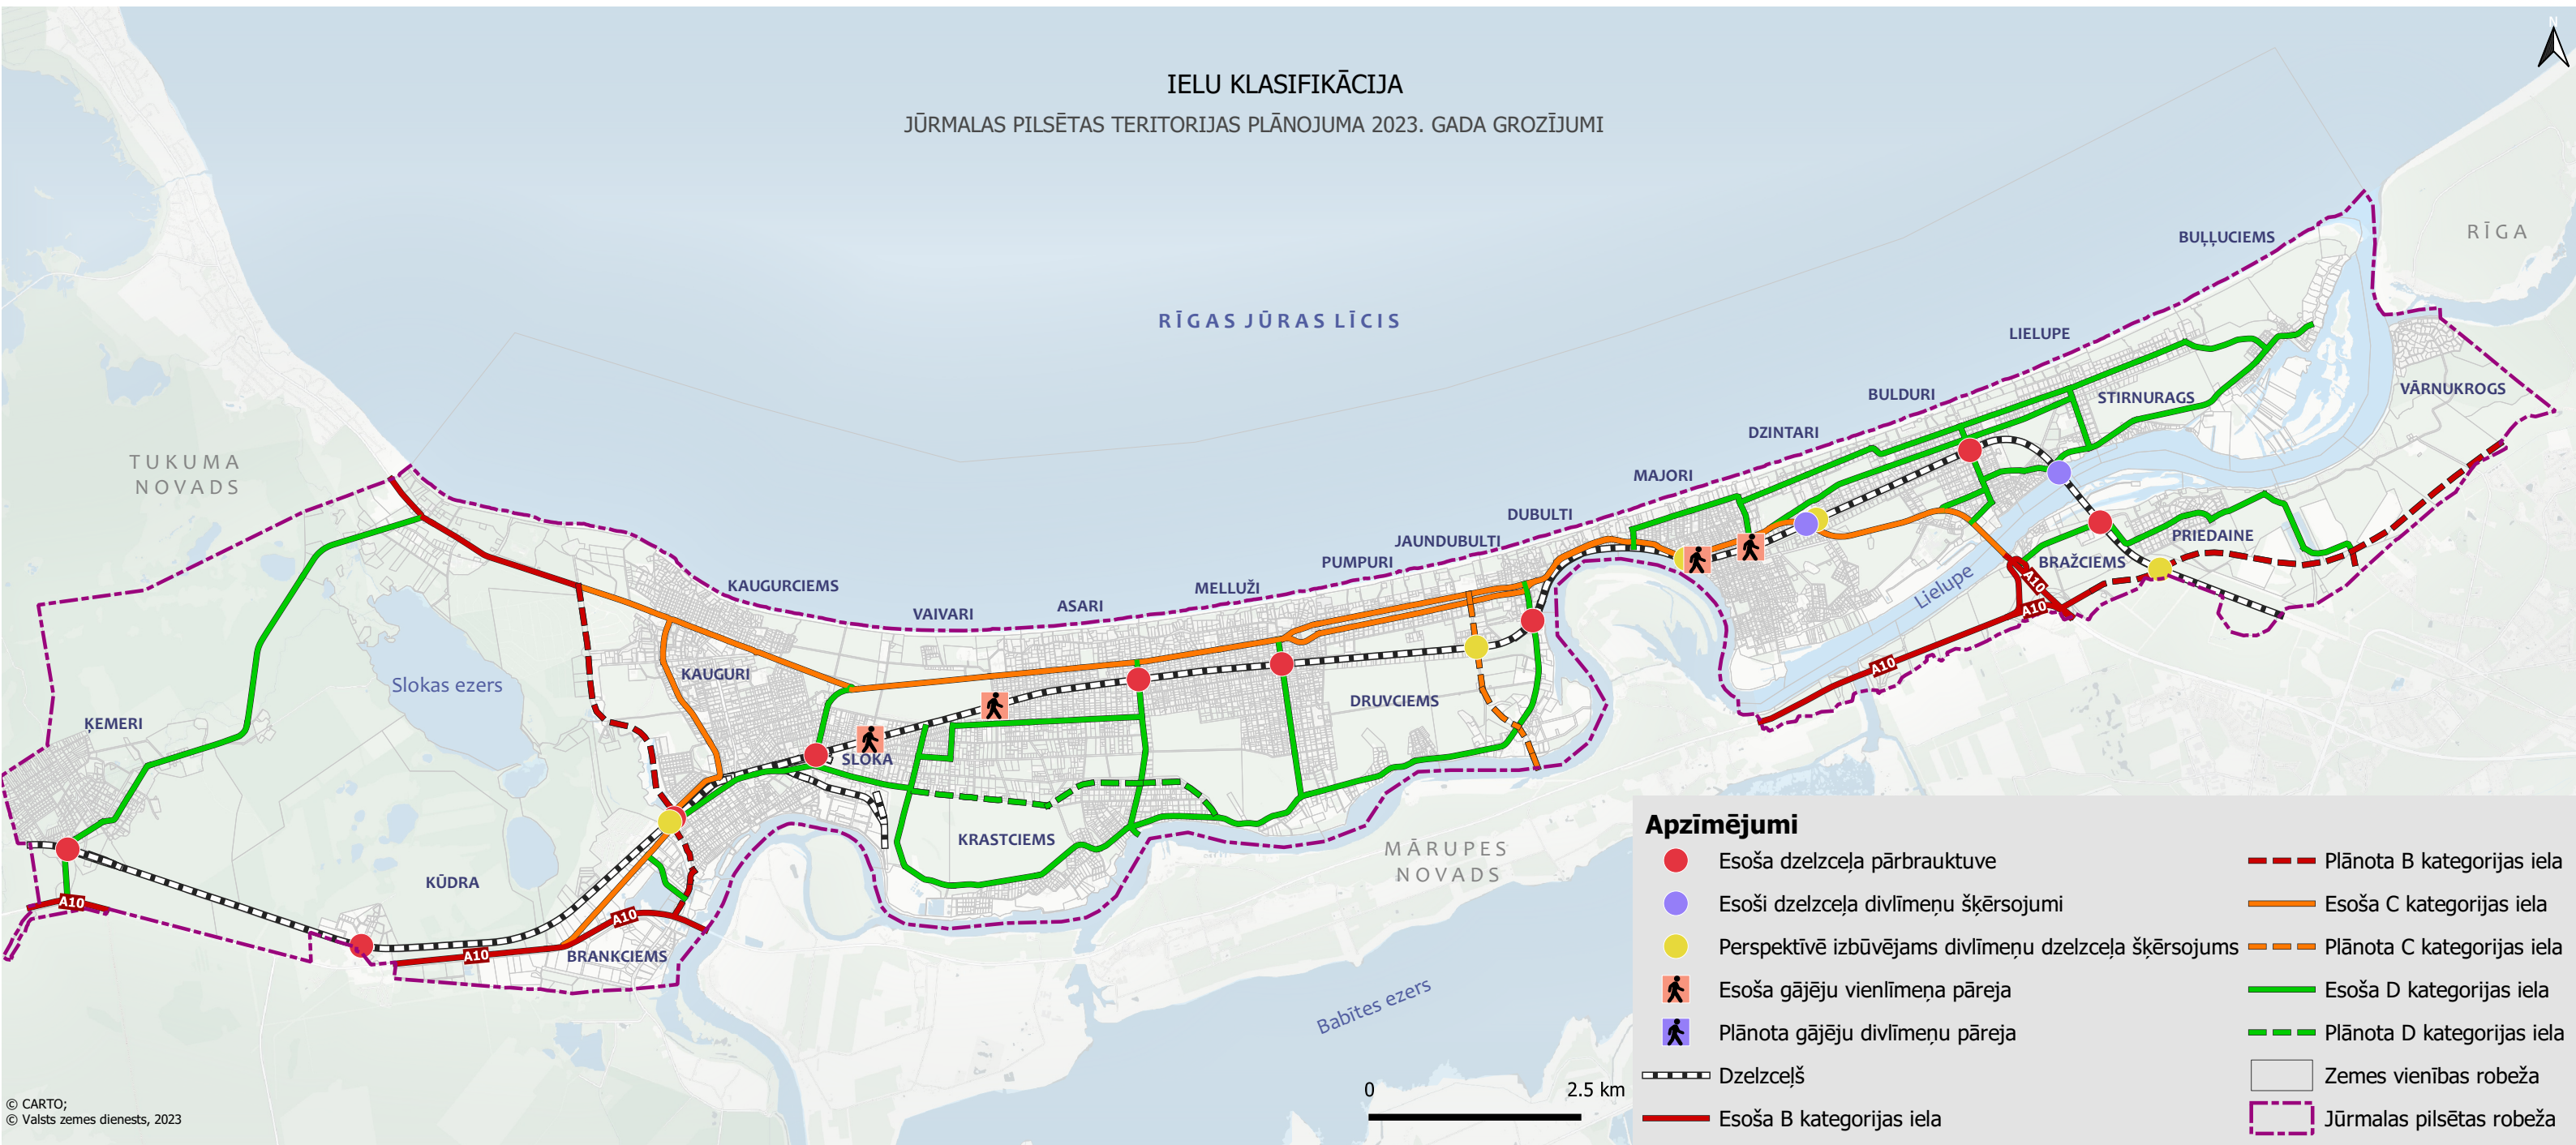 N
IELU KLASIFIKĀCIJA
JŪRMALAS PILSĒTAS TERITORIJAS PLĀNOJUMA 2023. GADA GROZĪJUMI
RĪGA
BUĻĻUCIEMS
RĪGAS JŪRAS LĪCIS
LIELUPE
VĀRNUKROGS
BULDURI
STIRNURAGS
DZINTARI
TUKUMA
NOVADS
MAJORI
DUBULTI
JAUNDUBULTI
PRIEDAINE
PUMPURI
BRAŽCIEMS
A10
A10
Lielupe
KAUGURCIEMS
MELLUŽI
ASARI
VAIVARI
A10
KAUGURI
Slokas ezers
DRUVCIEMS
ĶEMERI
SLOKA
KRASTCIEMS
MĀRUPES
NOVADS
KŪDRA
A10
A10
A10
BRANKCIEMS
Babītes ezers
Apzīmējumi
Esoša dzelzceļa pārbrauktuve
Esoši dzelzceļa divlīmeņu šķērsojumi
Perspektīvē izbūvējams divlīmeņu dzelzceļa šķērsojums
Esoša gājēju vienlīmeņa pāreja
Plānota gājēju divlīmeņu pāreja
Dzelzceļš
Esoša B kategorijas iela
Plānota B kategorijas iela
Esoša C kategorijas iela
Plānota C kategorijas iela
Esoša D kategorijas iela
Plānota D kategorijas iela
Zemes vienības robeža
Jūrmalas pilsētas robeža
0 2.5 km
© CARTO;
© Valsts zemes dienests, 2023